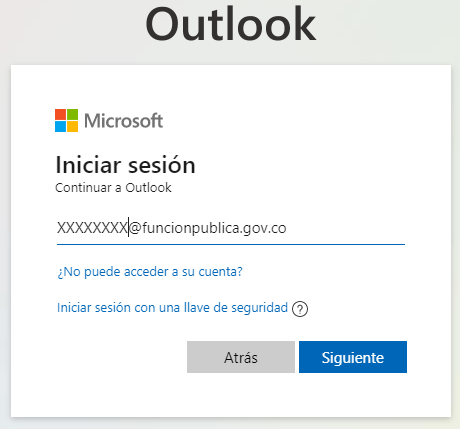 Outlook
Microsoft
Iniciar sesión
Continuar a Outlook
XXXXXXXX@funcionpublica.gov.co
¿No puede acceder a su cuenta?
Iniciar sesión con una llave de seguridad ?
Atrás Siguiente